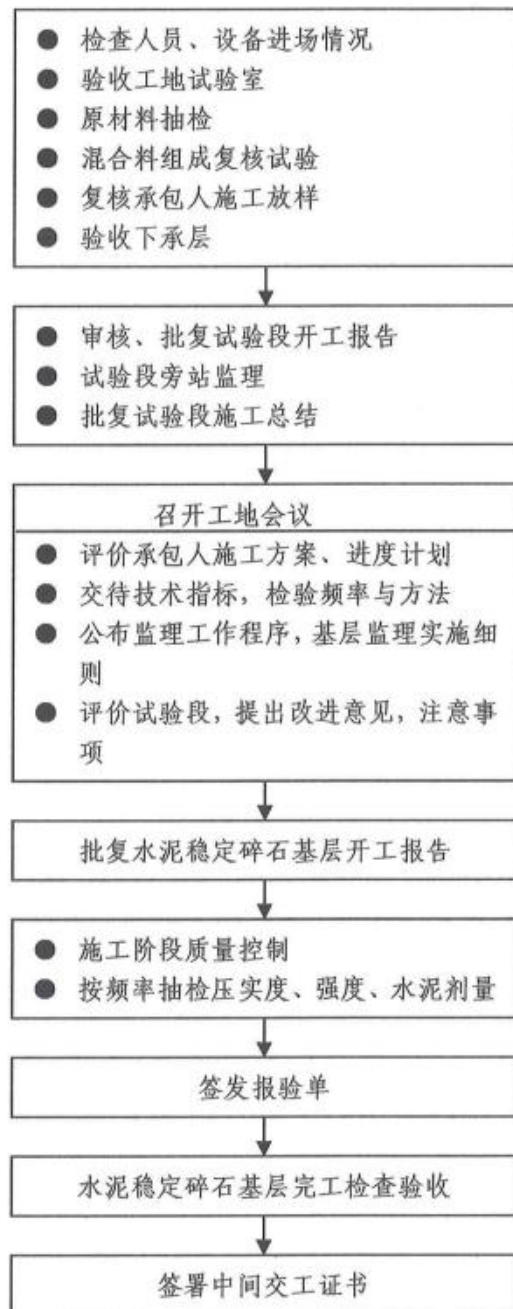 ● 检查人员、设备进场情况
● 验收工地试验室
● 原材料抽检
● 混合料组成复核试验
● 复核承包人施工放样
● 验收下承层
● 审核、批复试验段开工报告
● 试验段旁站监理
● 批复试验段施工总结
召开工地会议
● 评价承包人施工方案、进度计划
● 交待技术指标，检验频率与方法
● 公布监理工作程序，基层监理实施细
则
● 评价试验段，提出改进意见，注意事
项
批复水泥稳定碎石基层开工报告
● 施工阶段质量控制
● 按频率抽检压实度、强度、水泥剂量
签发报验单
水泥稳定碎石基层完工检查验收
签署中间交工证书